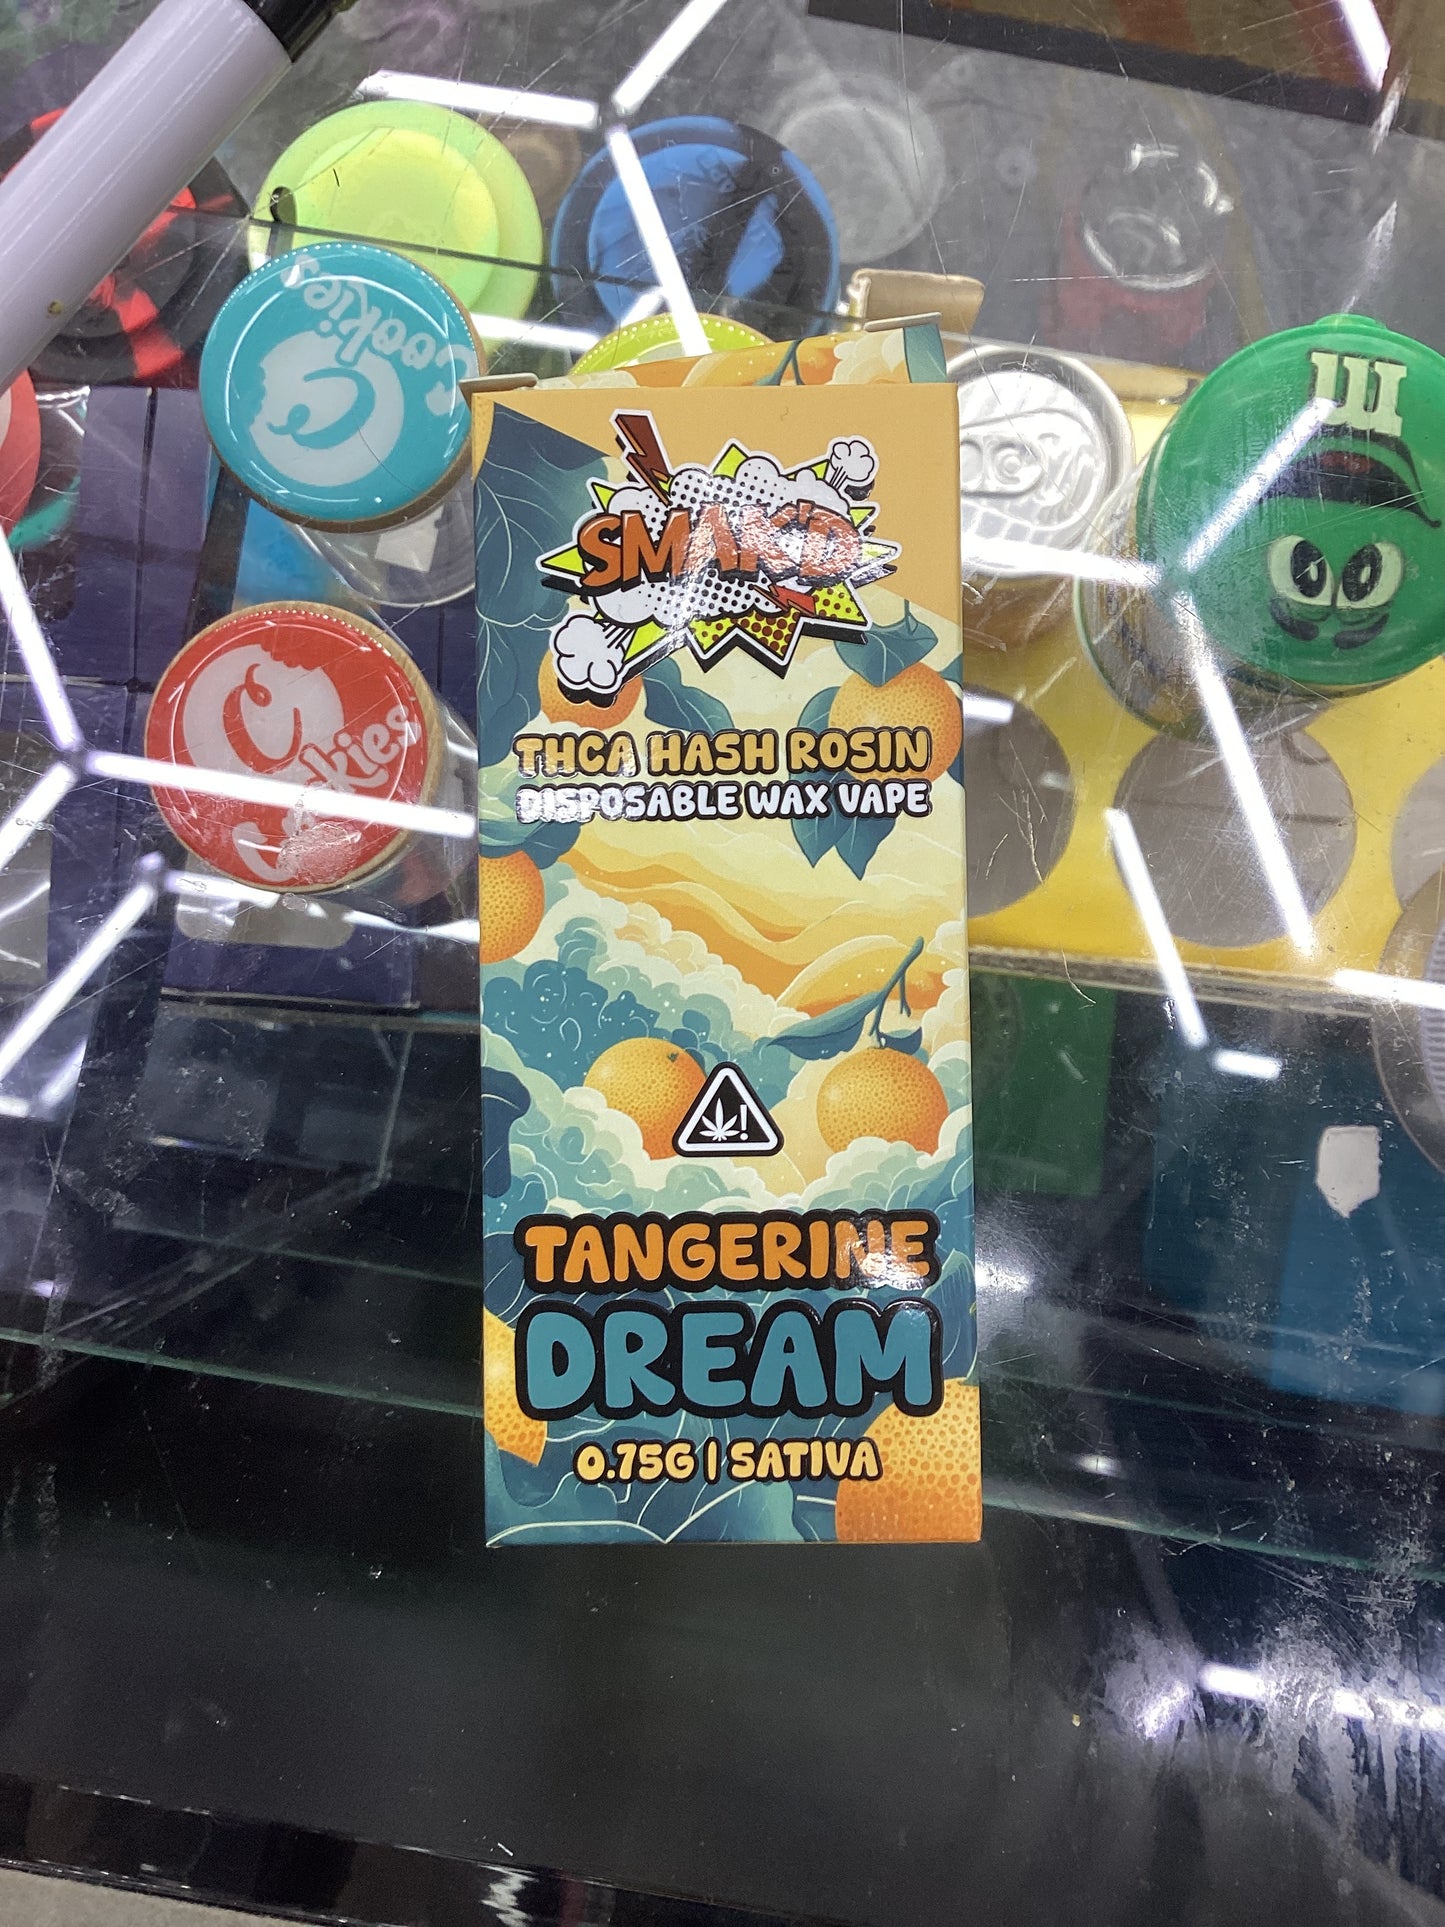 Cookies
C
SMAK'D
C
Cookies
THCA HASH ROSIN
DISPOSABLE WAX VAPE
!
TANGERINE
DREAM
0.75G | SATIVA